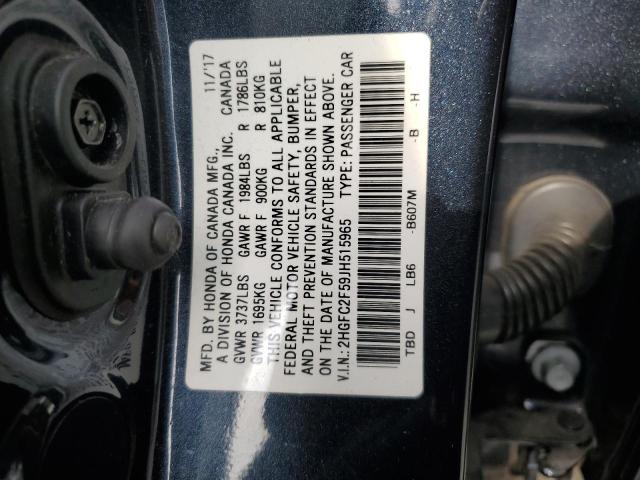 MFD. BY HONDA OF CANADA MFG., 11/'17
A DIVISION OF HONDA CANADA INC. CANADA
GVWR 3737LBS GAWR F 1984LBS R 1786LBS
GVWR 1695KG GAWR F 900KG R 810KG
THIS VEHICLE CONFORMS TO ALL APPLICABLE
FEDERAL MOTOR VEHICLE SAFETY, BUMPER,
AND THEFT PREVENTION STANDARDS IN EFFECT
ON THE DATE OF MANUFACTURE SHOWN ABOVE.
V.I.N.: 2HGFC2F59JH515965 TYPE: PASSENGER CAR
TBD J LB6 -B607M -B -H